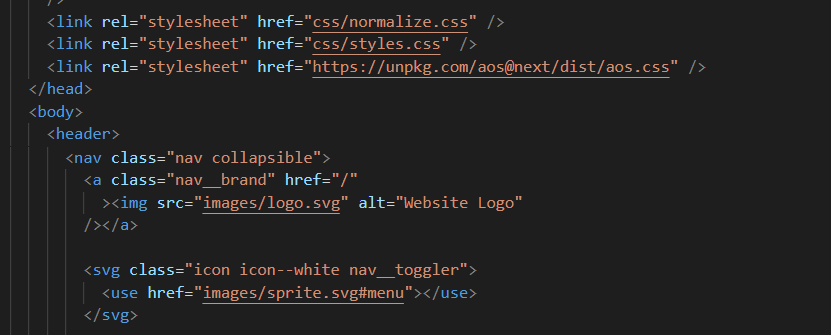 />
<link rel="stylesheet" href="css/normalize.css" />
<link rel="stylesheet" href="css/styles.css" />
<link rel="stylesheet" href="https://unpkg.com/aos@next/dist/aos.css" />
</head>
<body>
<header>
<nav class="nav collapsible">
<a class="nav__brand" href="/"
><img src="images/logo.svg" alt="Website Logo"
/></a>
<svg class="icon icon--white nav__toggler">
<use href="images/sprite.svg#menu"></use>
</svg>